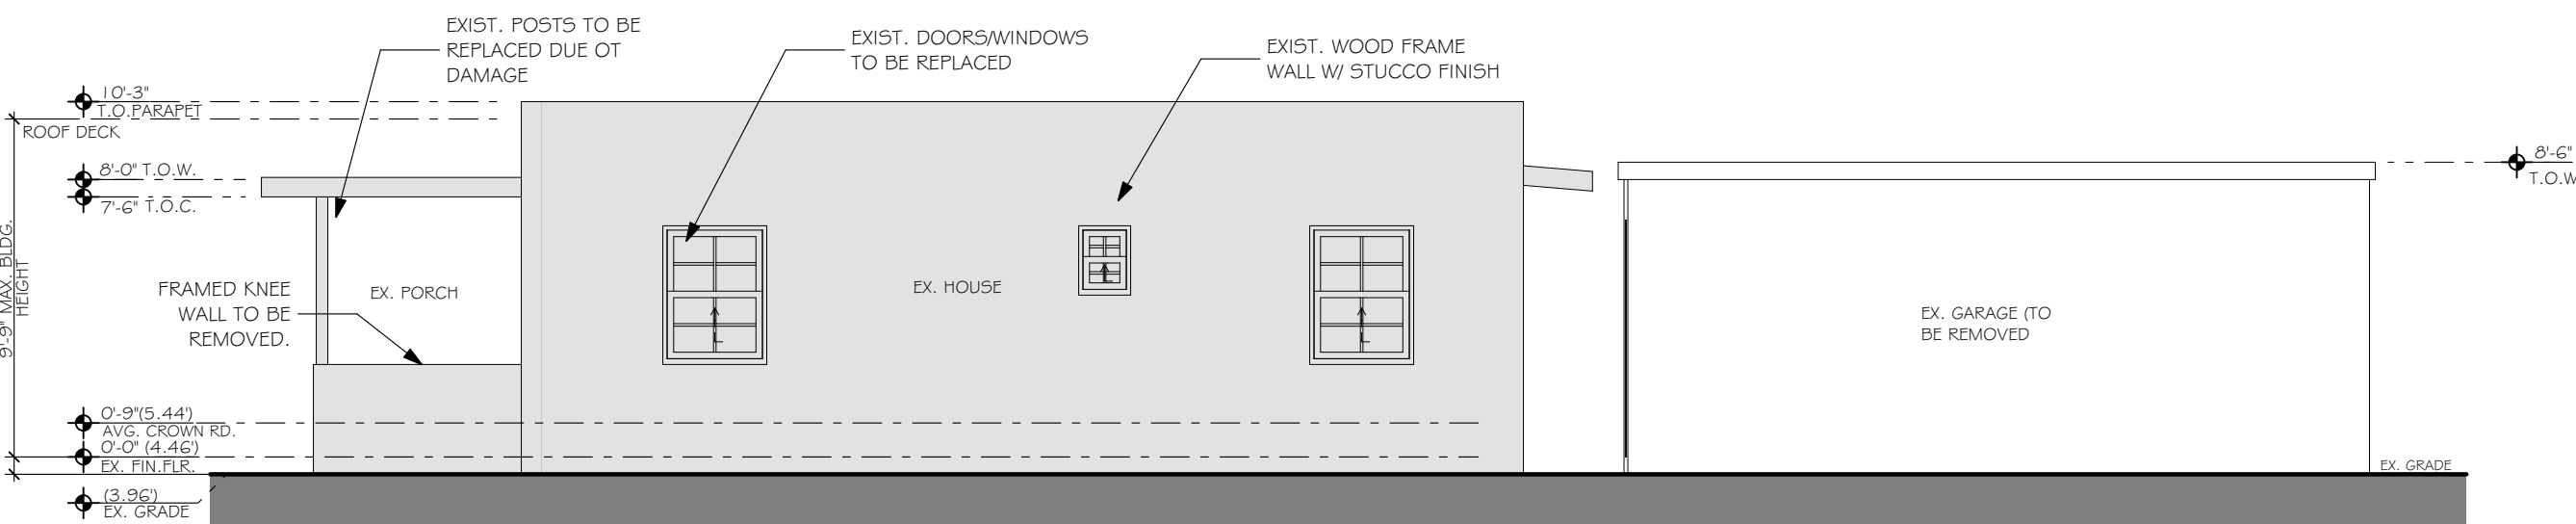 EXIST. POSTS TO BE
REPLACED DUE OT
DAMAGE
EXIST. DOORS/WINDOWS
TO BE REPLACED
EXIST. WOOD FRAME
WALL W/ STUCCO FINISH
10'-3"
T.O.PARAPET
ROOF DECK
8'-0" T.O.W.
7'-6" T.O.C.
8'-6"
T.O.W
9'-9" MAX. BLDG.
HEIGHT
FRAMED KNEE
WALL TO BE
REMOVED.
EX. PORCH
EX. HOUSE
EX. GARAGE (TO
BE REMOVED
0'-9"(5.44')
AVG. CROWN RD.
0'-0" (4.46')
EX. FIN.FLR.
(3.96')
EX. GRADE
EX. GRADE